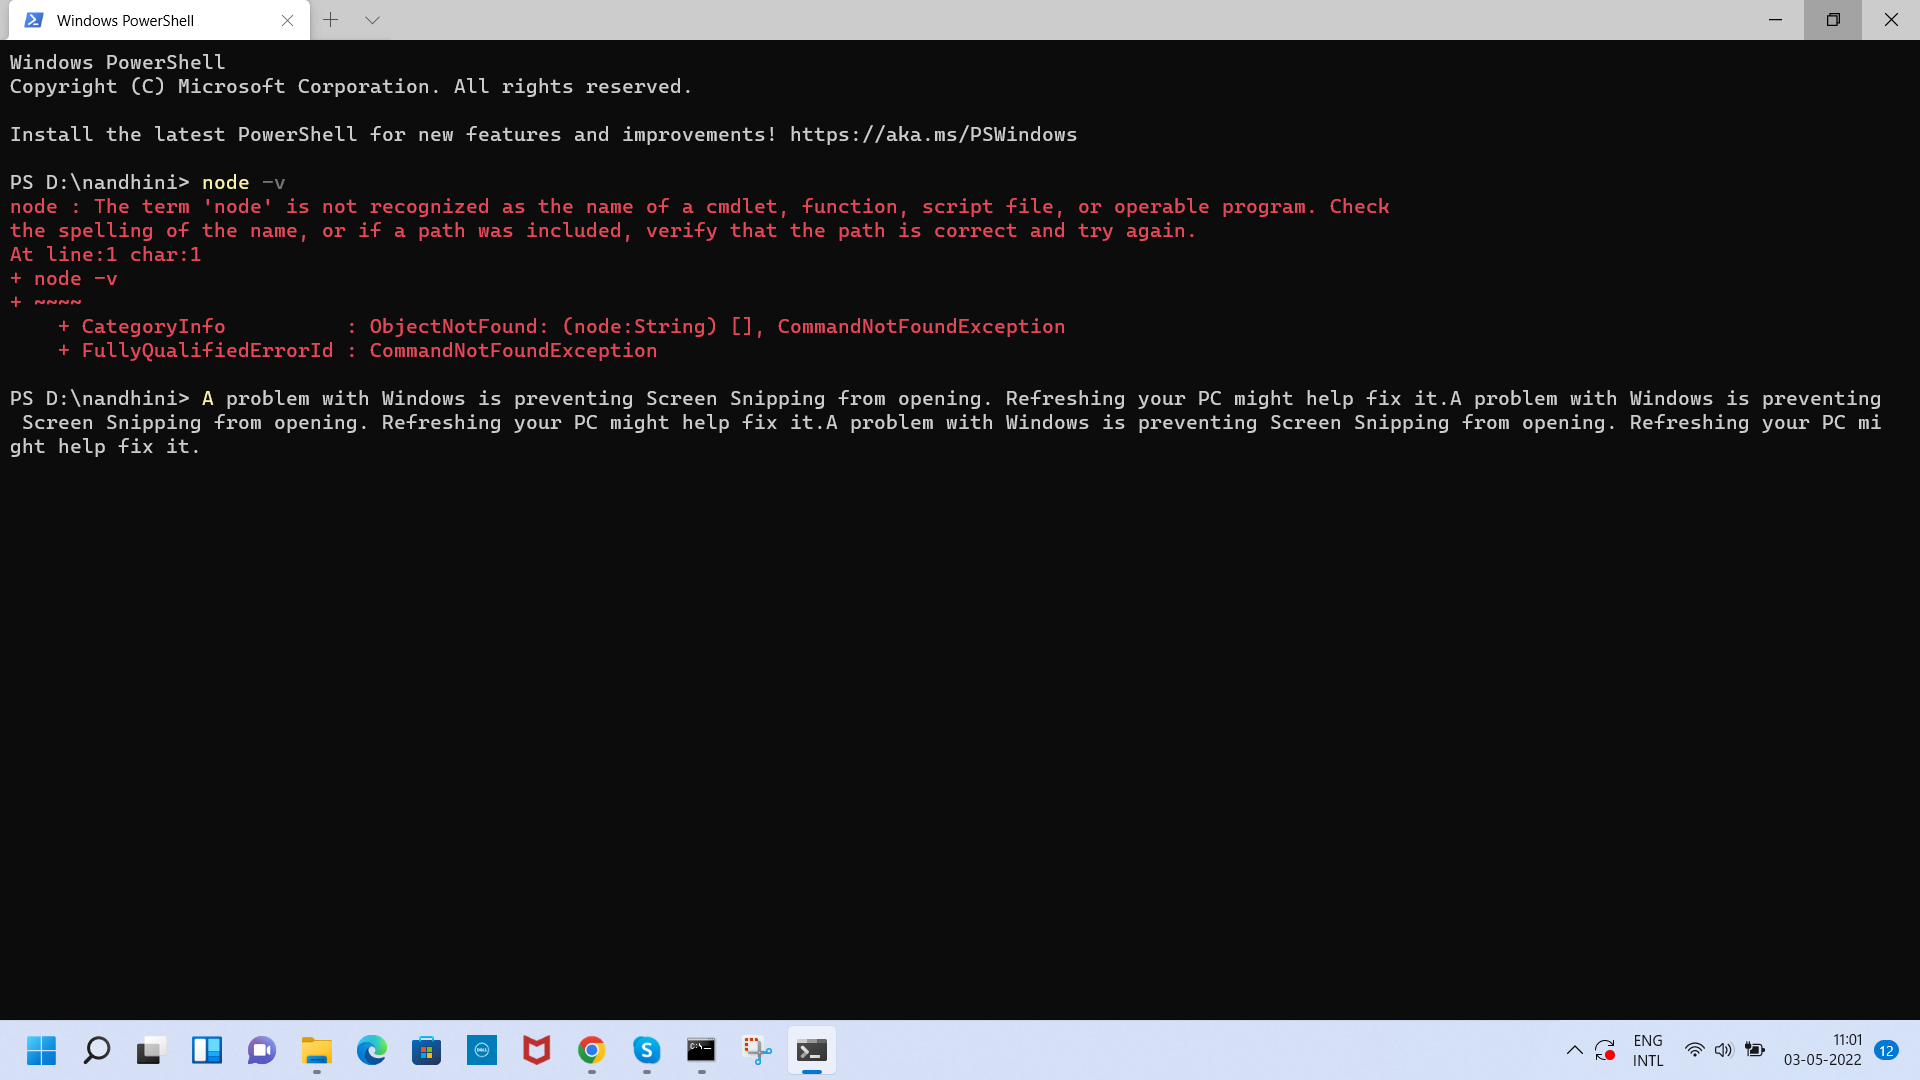 Windows PowerShell
Windows PowerShell
Copyright (C) Microsoft Corporation. All rights reserved.
Install the latest PowerShell for new features and improvements! https://aka.ms/PSWindows
PS D:\nandhini> node -v
node : The term 'node' is not recognized as the name of a cmdlet, function, script file, or operable program. Check
the spelling of the name, or if a path was included, verify that the path is correct and try again.
At line:1 char:1
+ node -v
+ ~~~~
    + CategoryInfo          : ObjectNotFound: (node:String) [], CommandNotFoundException
    + FullyQualifiedErrorId : CommandNotFoundException
PS D:\nandhini> A problem with Windows is preventing Screen Snipping from opening. Refreshing your PC might help fix it.A problem with Windows is preventing
 Screen Snipping from opening. Refreshing your PC might help fix it.A problem with Windows is preventing Screen Snipping from opening. Refreshing your PC mi
ght help fix it.
ENG
INTL
11:01
03-05-2022
12